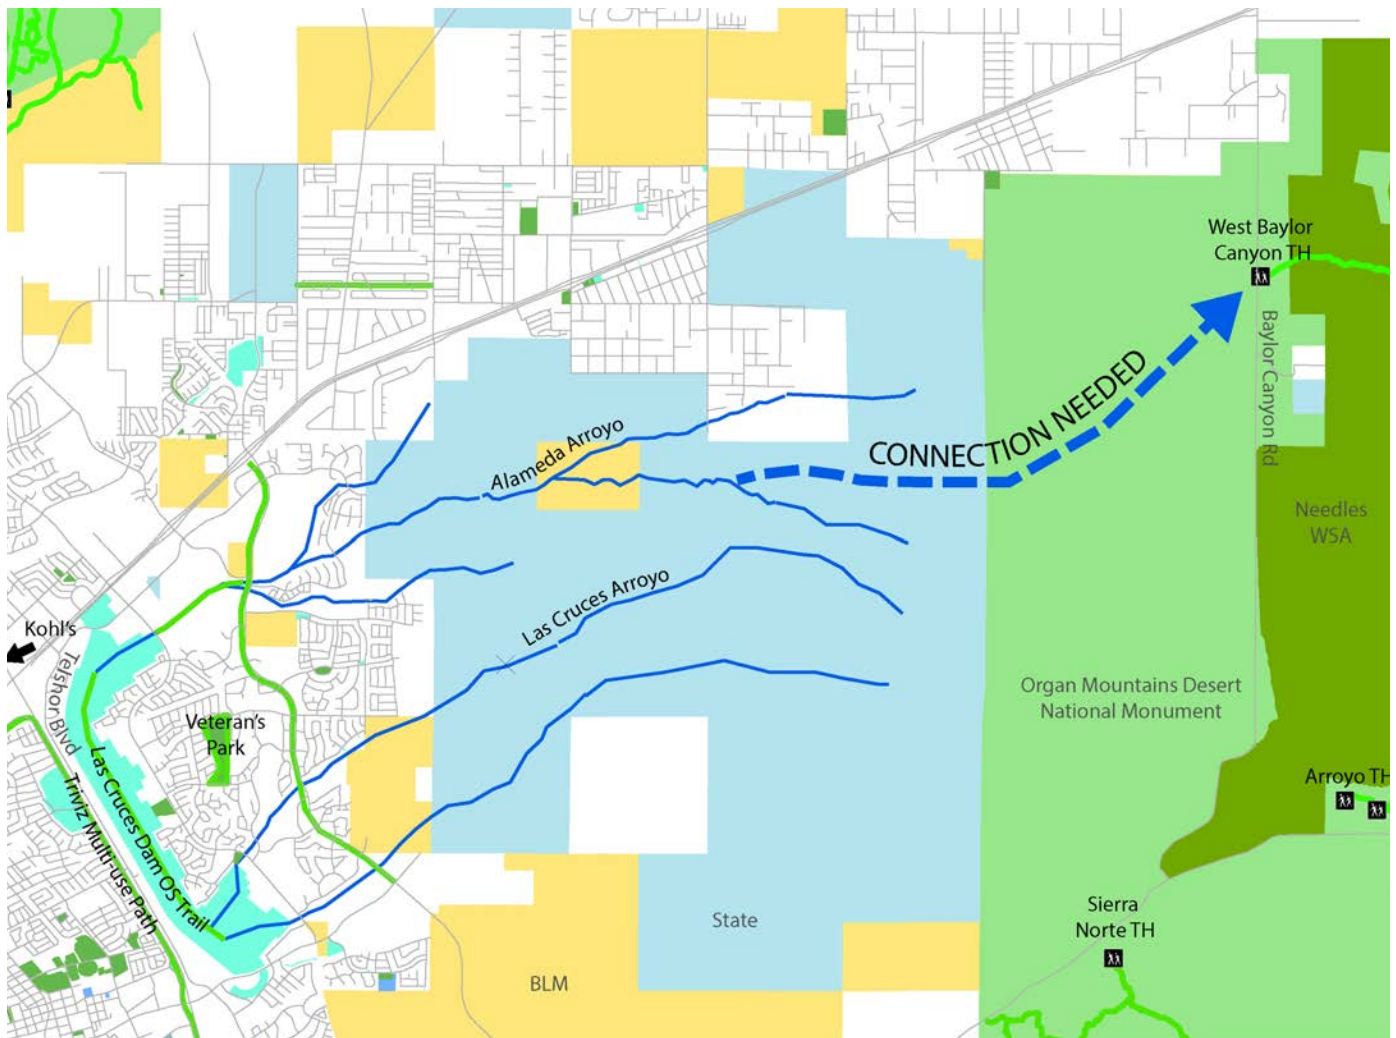 West Baylor
Canyon TH
Baylor Canyon Rd
CONNECTION NEEDED
Alameda Arroyo
Needles
WSA
Las Cruces Arroyo
Kohl's
Telshor Blvd
Organ Mountains Desert
National Monument
Veteran's
Park
Las Cruces Dam OS Trail
Triviz Multi-use Path
Arroyo TH
Sierra
Norte TH
State
BLM